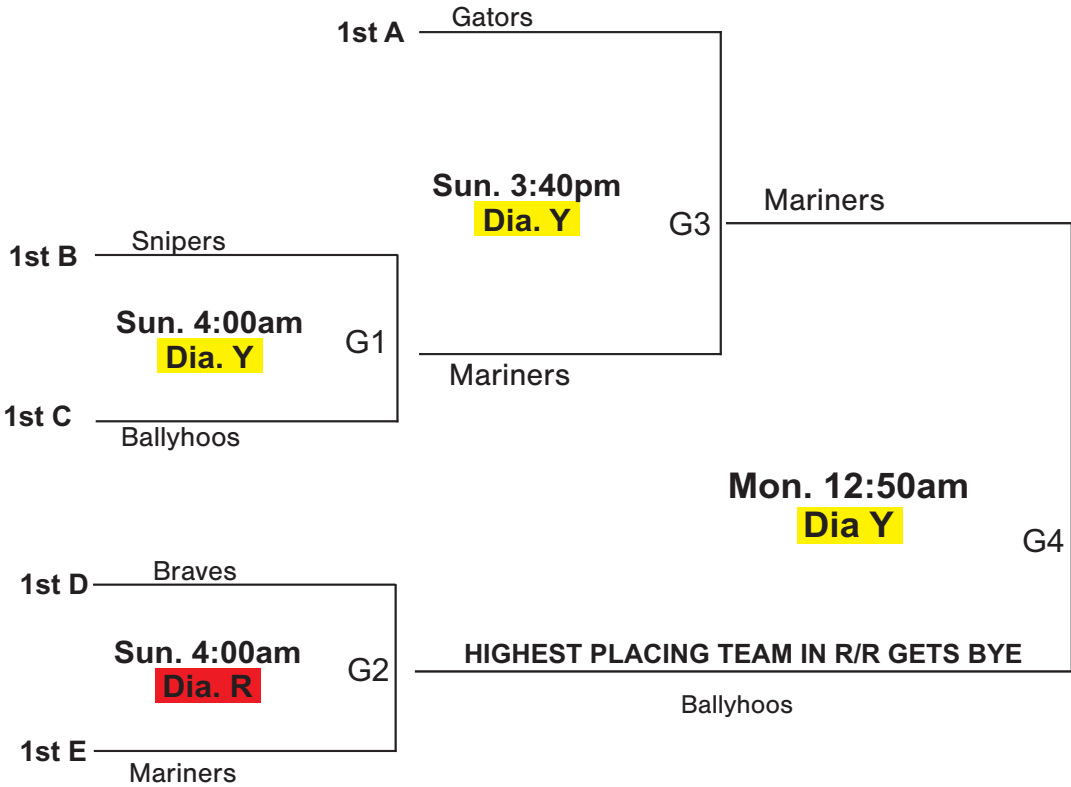 Gators
1st A
Sun. 3:40pm
Dia. Y
G3
Mariners
Snipers
1st B
Sun. 4:00am
Dia. Y
G1
Mariners
1st C
Ballyhoos
Mon. 12:50am
Dia Y
G4
Braves
1st D
Sun. 4:00am
Dia. R
G2
HIGHEST PLACING TEAM IN R/R GETS BYE
Ballyhoos
1st E
Mariners